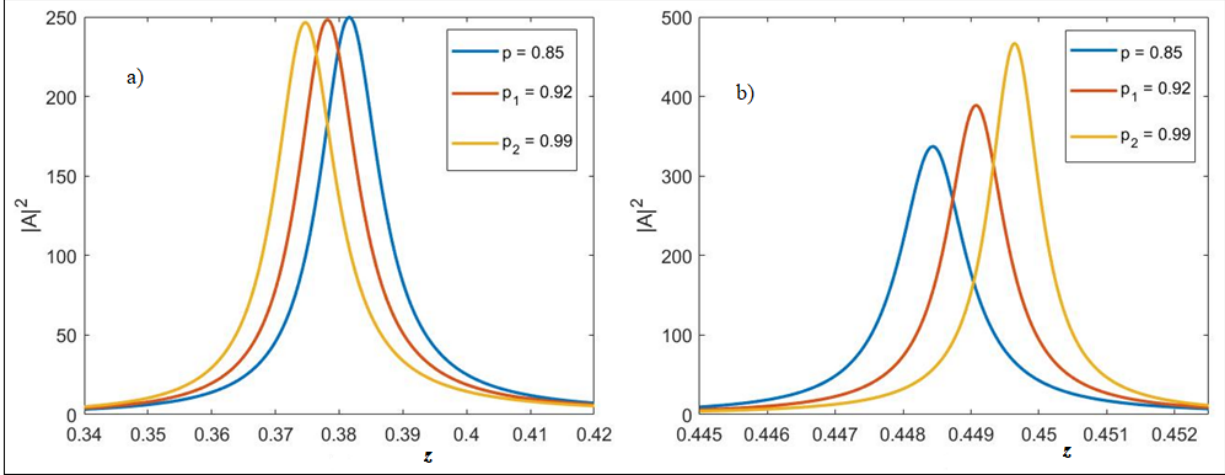 a)
|A|²
250
200
150
100
50
0
0.34 0.35 0.36 0.37 0.38 0.39 0.4 0.41 0.42
z
p = 0.85
p₁ = 0.92
p₂ = 0.99
b)
|A|²
500
400
300
200
100
0
0.445 0.446 0.447 0.448 0.449 0.45 0.451 0.452
z
p = 0.85
p₁ = 0.92
p₂ = 0.99